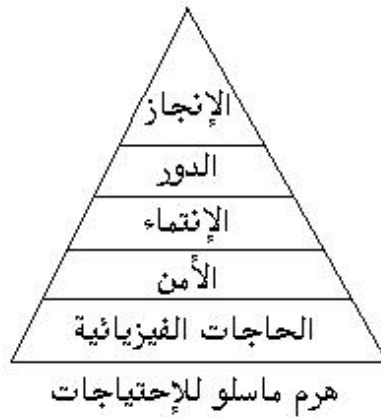 الإنجاز
الدور
الإنتماء
الأمن
الحاجات الفيزيائية
هرم ماسلو للإحتياجات